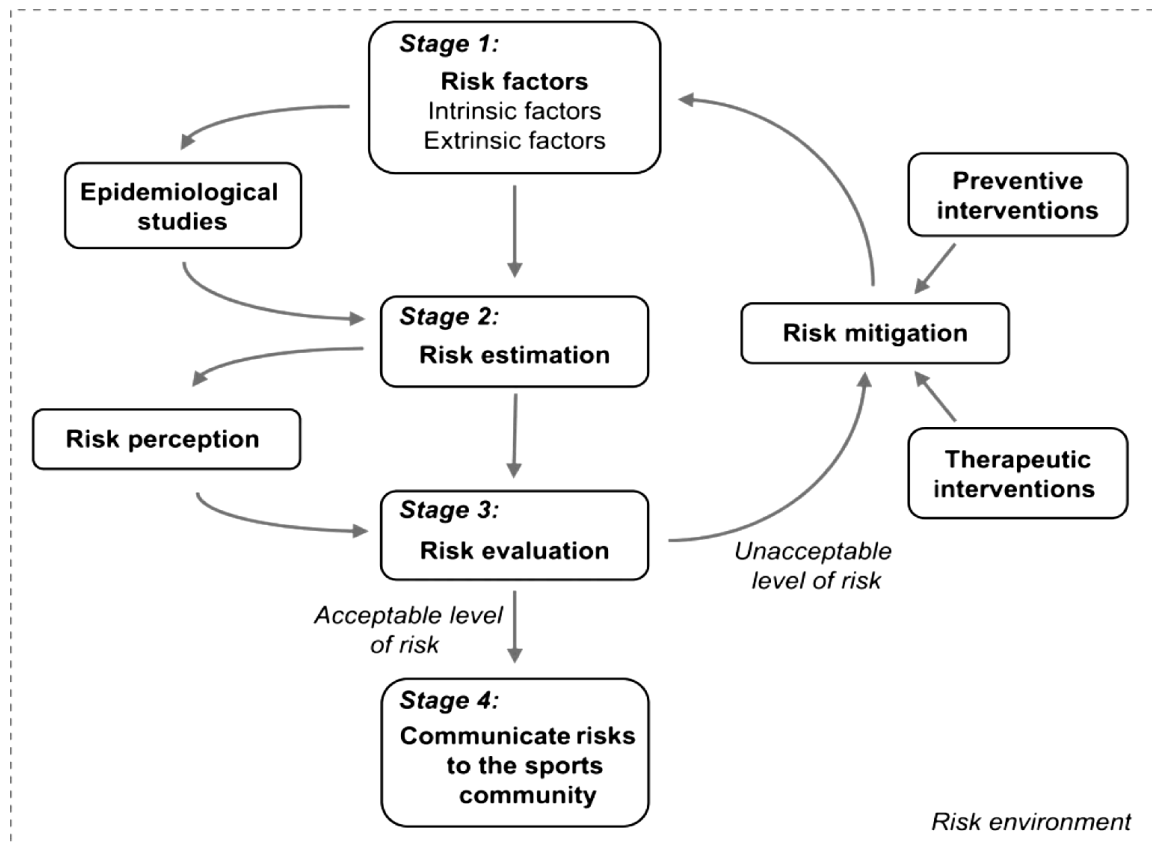 Stage 1:
Risk factors
Intrinsic factors
Extrinsic factors
Epidemiological
studies
Preventive
interventions
Stage 2:
Risk estimation
Risk mitigation
Risk perception
Therapeutic
interventions
Stage 3:
Risk evaluation
Unacceptable
level of risk
Acceptable level
of risk
Stage 4:
Communicate risks
to the sports
community
Risk environment